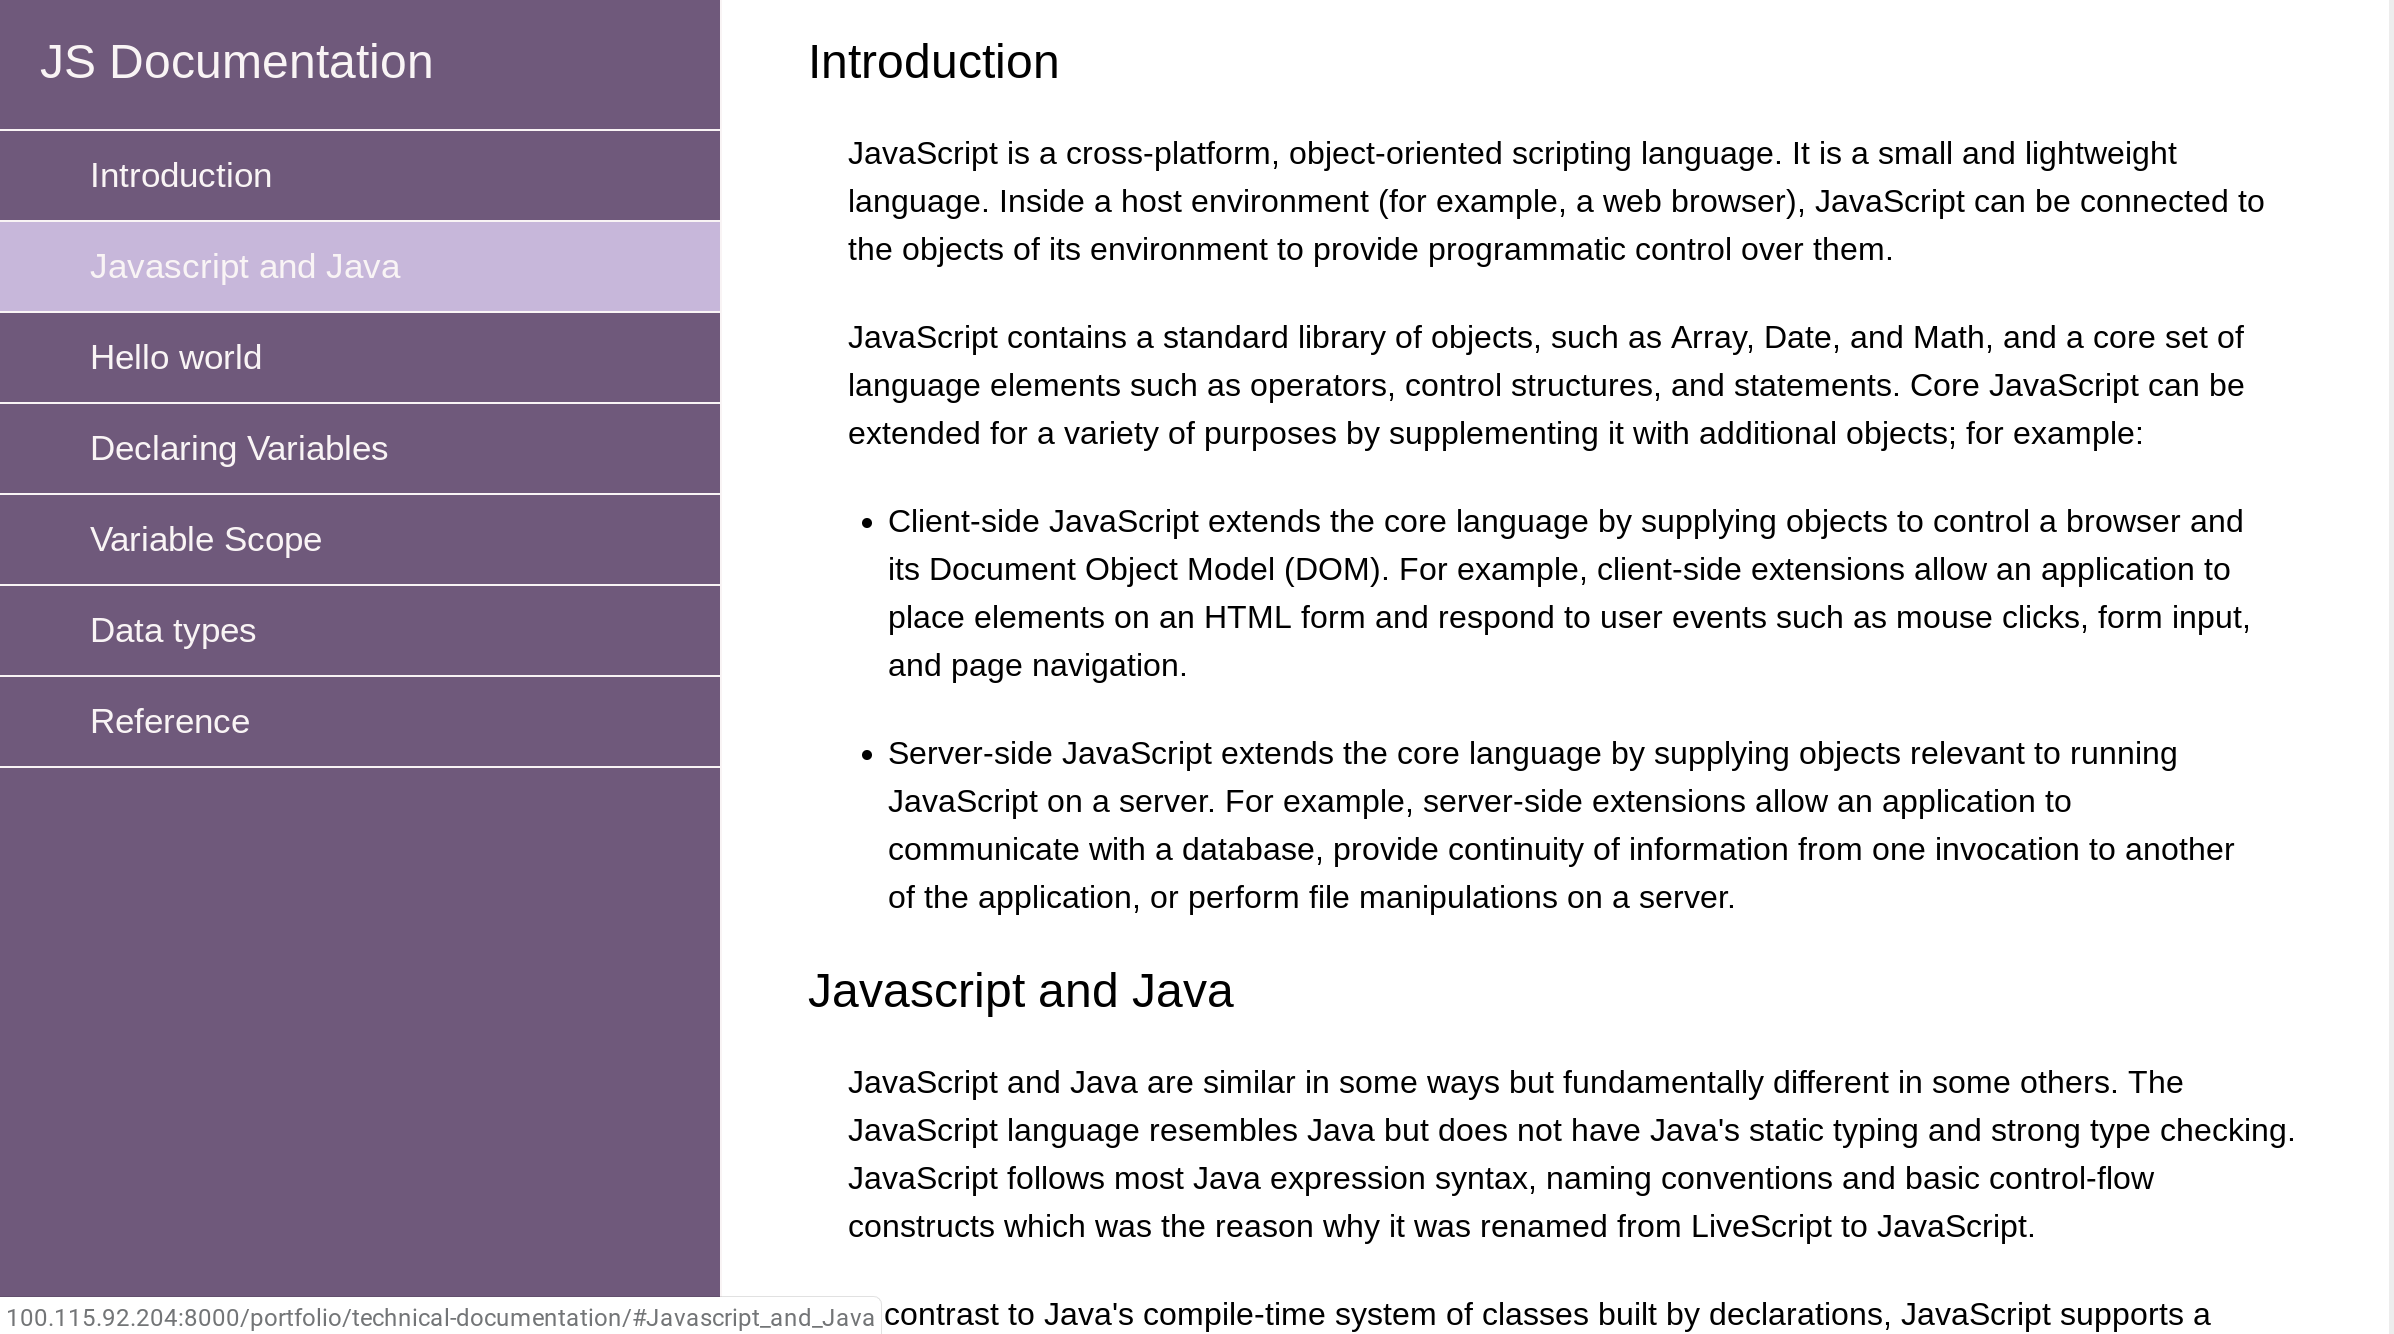 JS Documentation
Introduction
Javascript and Java
Hello world
Declaring Variables
Variable Scope
Data types
Reference
Introduction
JavaScript is a cross-platform, object-oriented scripting language. It is a small and lightweight
language. Inside a host environment (for example, a web browser), JavaScript can be connected to
the objects of its environment to provide programmatic control over them.
JavaScript contains a standard library of objects, such as Array, Date, and Math, and a core set of
language elements such as operators, control structures, and statements. Core JavaScript can be
extended for a variety of purposes by supplementing it with additional objects; for example:
• Client-side JavaScript extends the core language by supplying objects to control a browser and
its Document Object Model (DOM). For example, client-side extensions allow an application to
place elements on an HTML form and respond to user events such as mouse clicks, form input,
and page navigation.
• Server-side JavaScript extends the core language by supplying objects relevant to running
JavaScript on a server. For example, server-side extensions allow an application to
communicate with a database, provide continuity of information from one invocation to another
of the application, or perform file manipulations on a server.
Javascript and Java
JavaScript and Java are similar in some ways but fundamentally different in some others. The
JavaScript language resembles Java but does not have Java's static typing and strong type checking.
JavaScript follows most Java expression syntax, naming conventions and basic control-flow
constructs which was the reason why it was renamed from LiveScript to JavaScript.
contrast to Java's compile-time system of classes built by declarations, JavaScript supports a
100.115.92.204:8000/portfolio/technical-documentation/#Javascript_and_Java